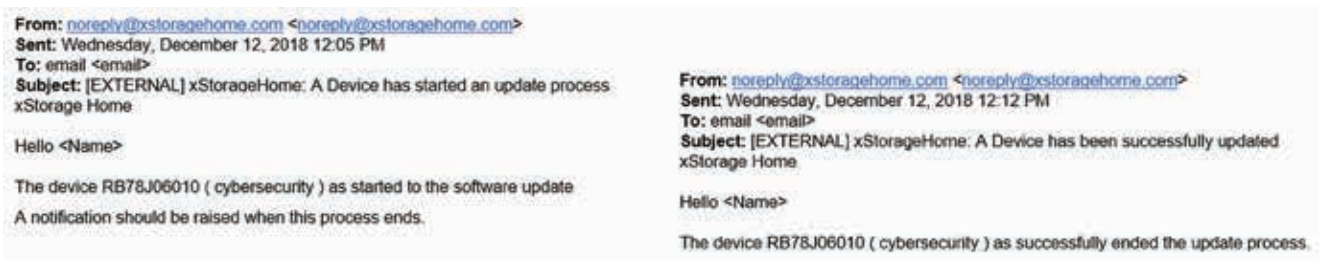 From: noreply@xstoragehome.com <noreply@xstoragehome.com>
Sent: Wednesday, December 12, 2018 12:05 PM
To: email <email>
Subject: [EXTERNAL] xStorageHome: A Device has started an update process
xStorage Home
Hello <Name>
The device RB78J06010 ( cybersecurity ) as started to the software update
A notification should be raised when this process ends.
From: noreply@xstoragehome.com <noreply@xstoragehome.com>
Sent: Wednesday, December 12, 2018 12:12 PM
To: email <email>
Subject: [EXTERNAL] xStorageHome: A Device has been successfully updated
xStorage Home
Hello <Name>
The device RB78J06010 ( cybersecurity ) as successfully ended the update process.